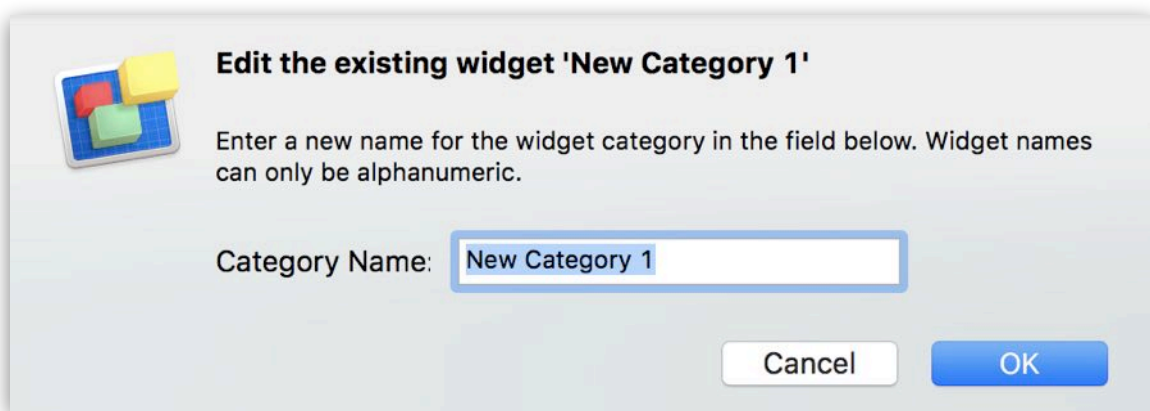 Edit the existing widget 'New Category 1'
Enter a new name for the widget category in the field below. Widget names
can only be alphanumeric.
Category Name: New Category 1
Cancel OK